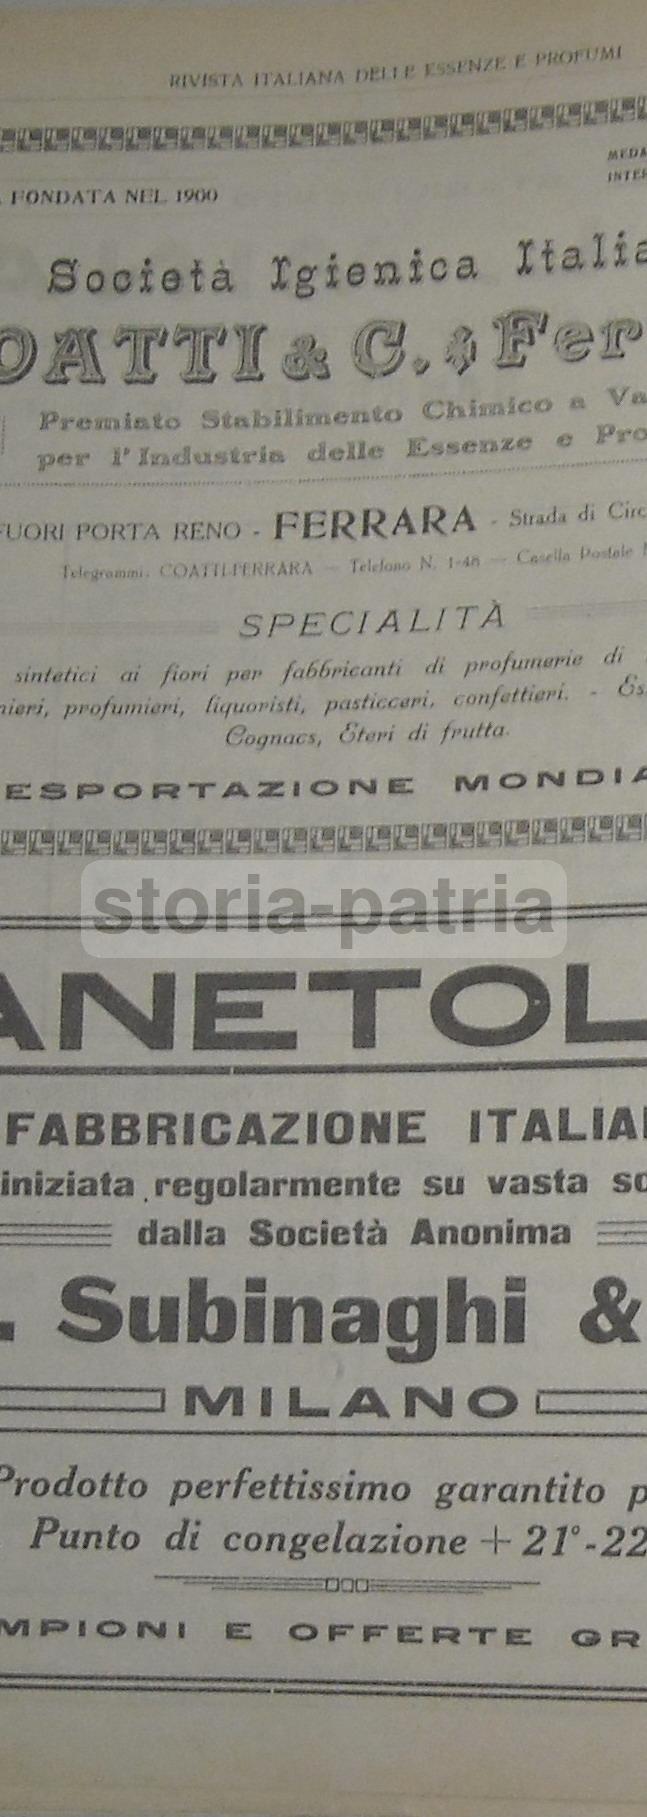 RIVISTA ITALIANA DELLE ESSENZE E PROFUMI
FONDATA NEL 1900
MEDA
INTER
Società Igienica Italia
OATTI & C. Fer
Premiato Stabilimento Chimico a Va
per l'Industria delle Essenze e Pro
FUORI PORTA RENO - FERRARA - Strada di Circ
Telegrammi: COATTI-FERRARA — Telefono N. 1-48 — Casella Postale
SPECIALITÀ
sintetici ai fiori per fabbricanti di profumerie di
nieri, profumieri, liquoristi, pasticceri, confettieri. - Es
Cognacs, Eteri di frutta.
ESPORTAZIONE MONDIA
storia-patria
ANETOL
FABBRICAZIONE ITALIAN
iniziata regolarmente su vasta sc
dalla Società Anonima
. Subinaghi &
MILANO
Prodotto perfettissimo garantito p
Punto di congelazione + 21°-22
MPIONI E OFFERTE GR